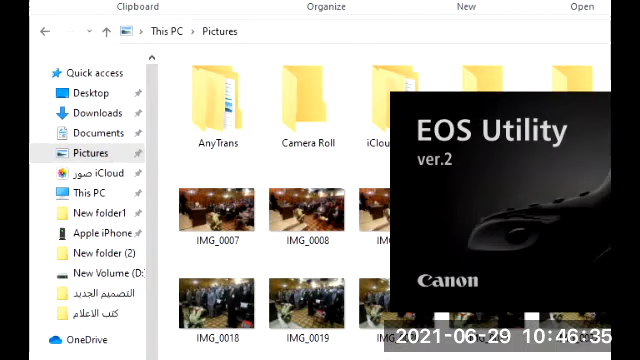 Clipboard
Organize
New
Open
This PC > Pictures
Quick access
Desktop
Downloads
Documents
Pictures
صور iCloud
This PC
New folder1
Apple iPhone
New folder (2)
New Volume (D:
التصميم الجديد
كتب الاعلام
OneDrive
AnyTrans
Camera Roll
iClou
IMG_0007
IMG_0008
IMG_0018
IMG_0019
EOS Utility
ver.2
Canon
2021-06-29 10:46:35